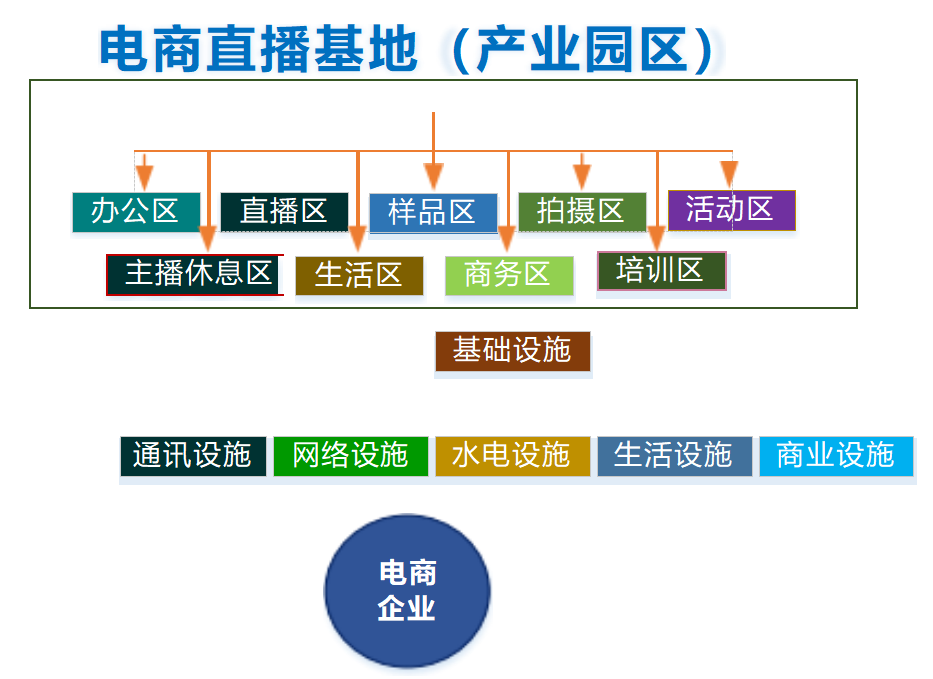 电商直播基地（产业园区）
办公区 直播区 样品区 拍摄区 活动区
主播休息区 生活区 商务区 培训区
基础设施
通讯设施 网络设施 水电设施 生活设施 商业设施
电商
企业